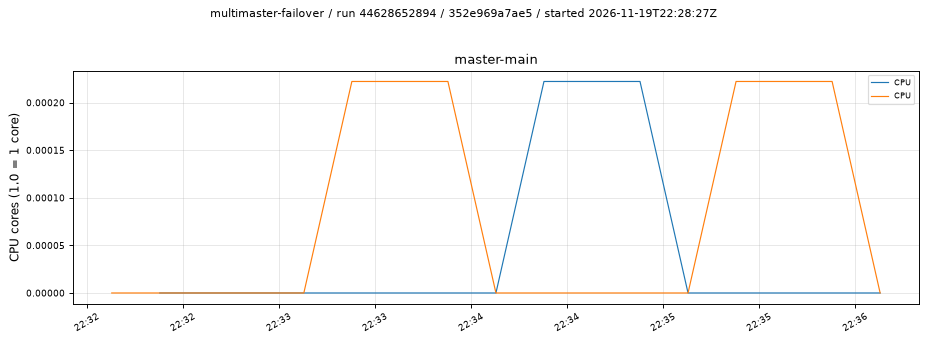 multimaster-failover / run 44628652894 / 352e969a7ae5 / started 2026-11-19T22:28:27Z
master-main
CPU
CPU
CPU cores (1.0 = 1 core)
0.00020
0.00015
0.00010
0.00005
0.00000
22:32
22:32
22:33
22:33
22:34
22:34
22:35
22:35
22:36